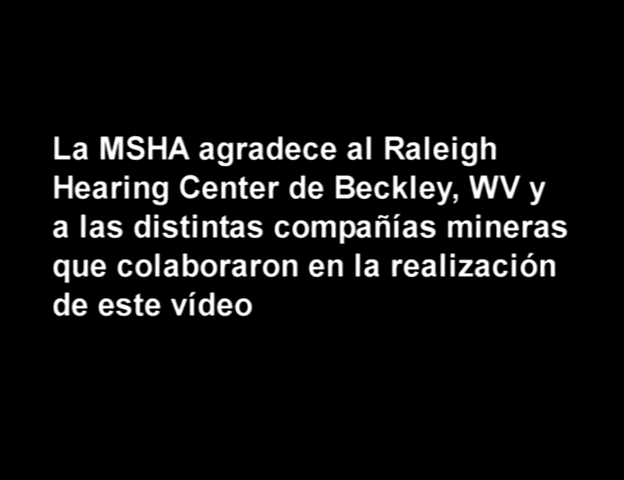 La MSHA agradece al Raleigh
Hearing Center de Beckley, WV y
a las distintas compañías mineras
que colaboraron en la realización
de este vídeo